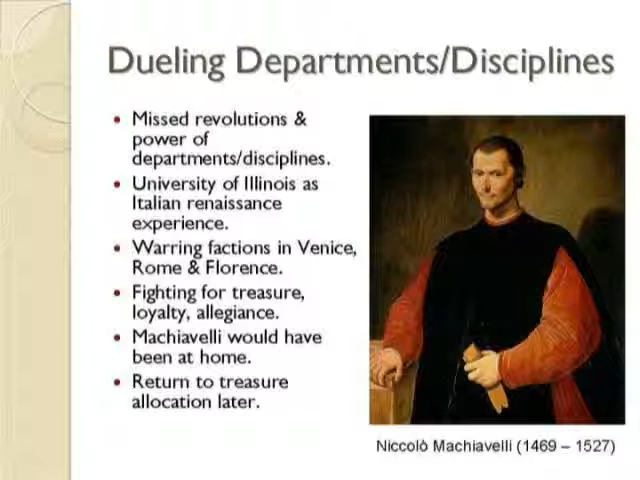 Dueling Departments/Disciplines
• Missed revolutions &
power of
departments/disciplines.
• University of Illinois as
Italian renaissance
experience.
• Warring factions in Venice,
Rome & Florence.
• Fighting for treasure,
loyalty, allegiance.
• Machiavelli would have
been at home.
• Return to treasure
allocation later.
Niccolò Machiavelli (1469 – 1527)